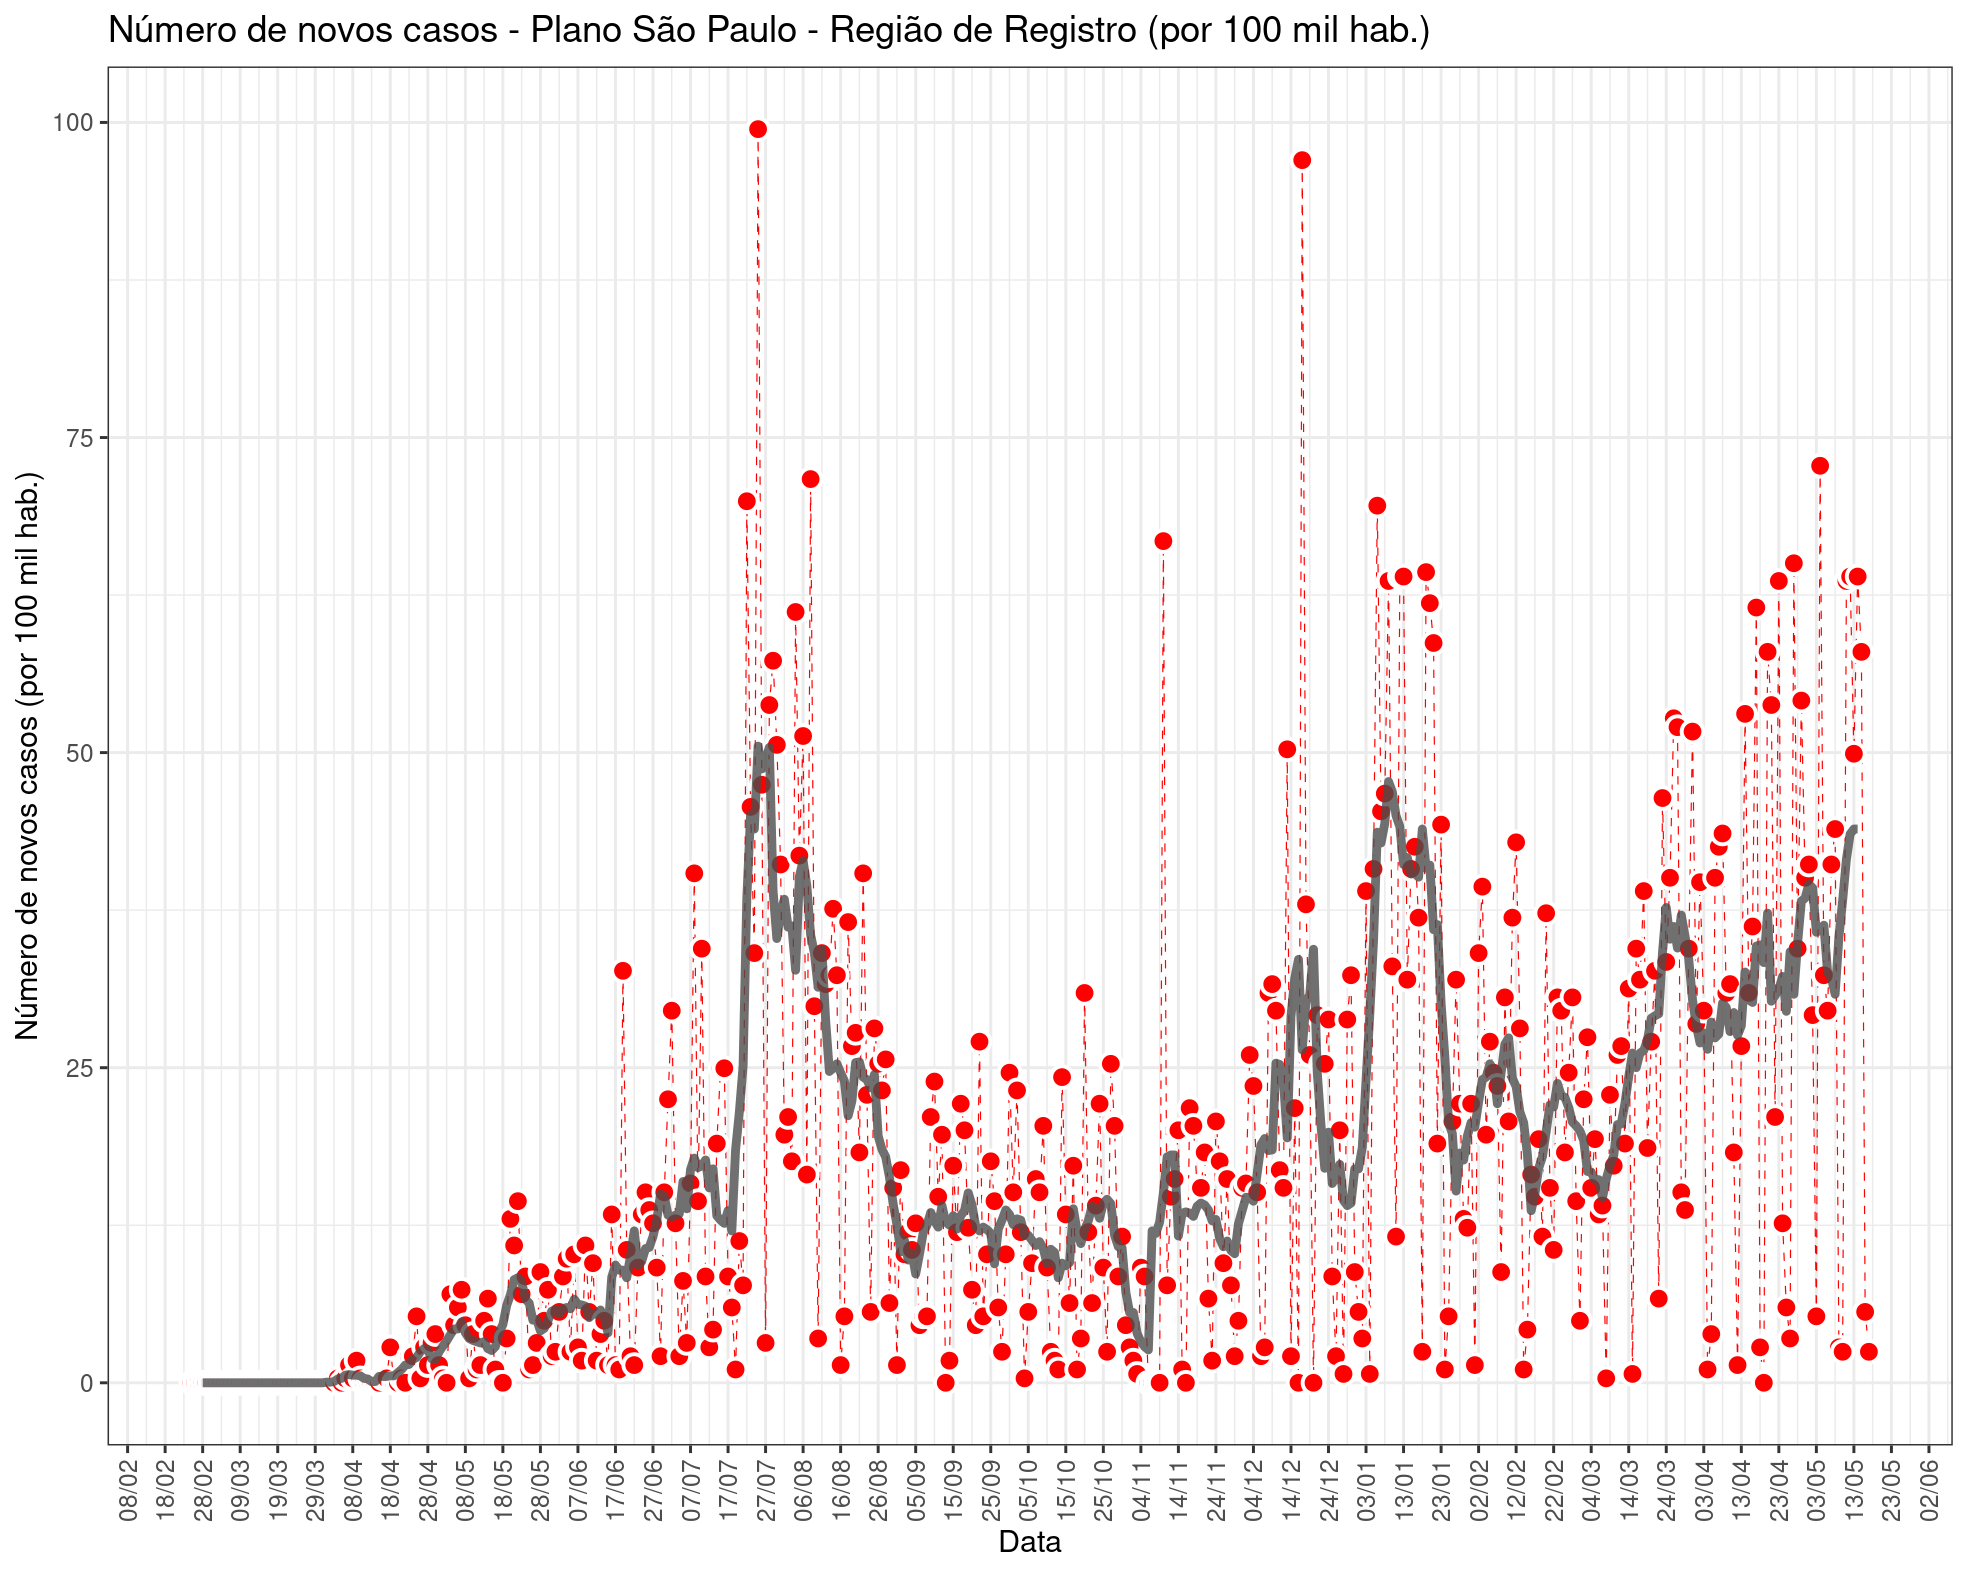 Número de novos casos - Plano São Paulo - Região de Registro (por 100 mil hab.)
Número de novos casos (por 100 mil hab.)
100
75
50
25
0
08/02 18/02 28/02 09/03 19/03 29/03 08/04 18/04 28/04 08/05 18/05 28/05 07/06 17/06 27/06 07/07 17/07 27/07 06/08 16/08 26/08 05/09 15/09 25/09 05/10 15/10 25/10 04/11 14/11 24/11 04/12 14/12 24/12 03/01 13/01 23/01 02/02 12/02 22/02 04/03 14/03 24/03 03/04 13/04 23/04 03/05 13/05 23/05 02/06
Data